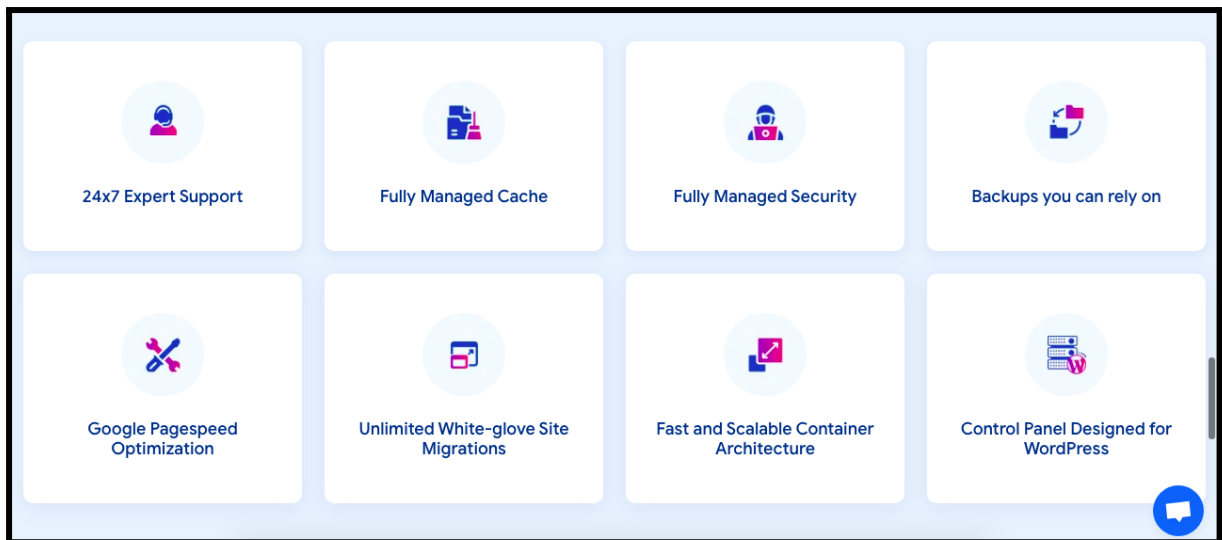 24x7 Expert Support
Fully Managed Cache
Fully Managed Security
Backups you can rely on
Google Pagespeed
Optimization
Unlimited White-glove Site
Migrations
Fast and Scalable Container
Architecture
Control Panel Designed for
WordPress